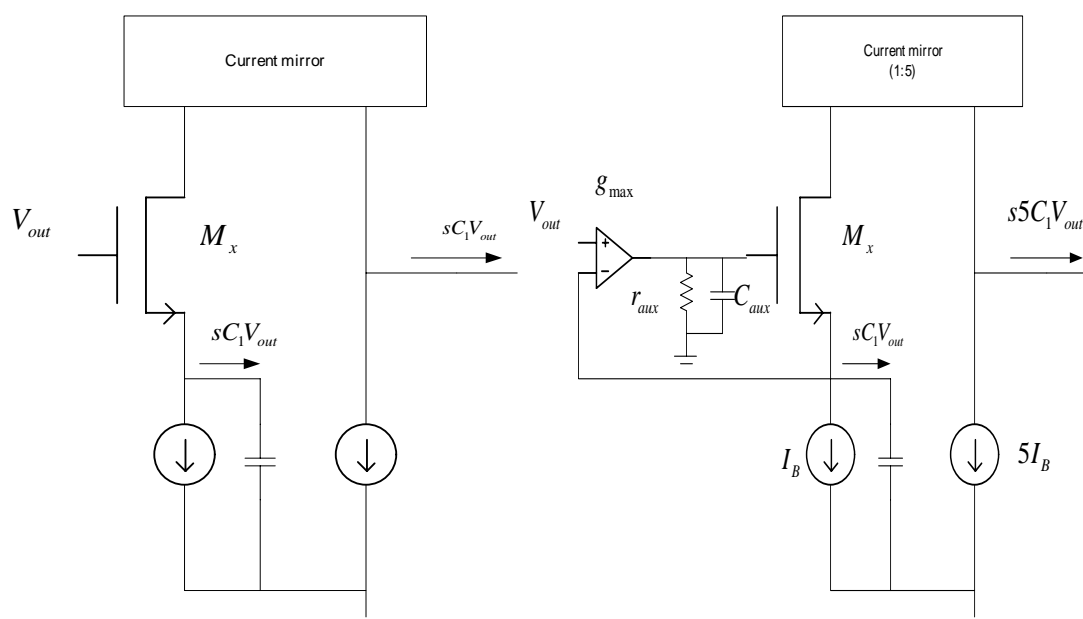 Current mirror
V_out
M_x
sC_1V_out
sC_1V_out
Current mirror
(1:5)
g_max
V_out
+
−
r_aux
C_aux
M_x
s5C_1V_out
sC_1V_out
I_B
5I_B